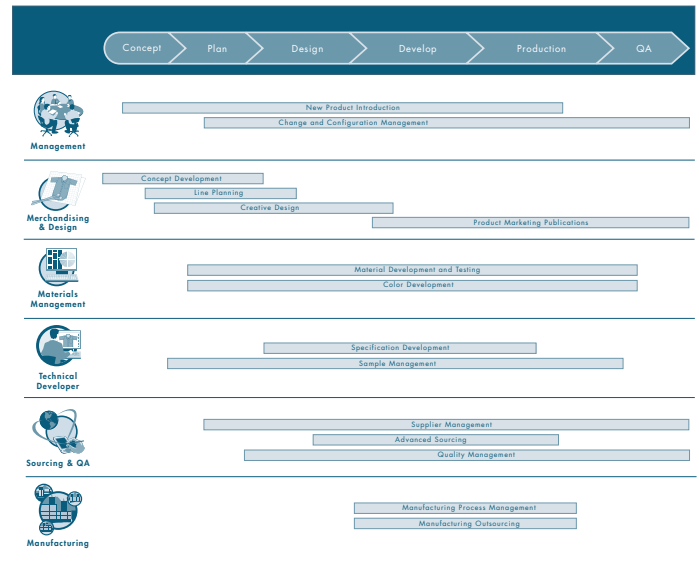 Concept
Plan
Design
Develop
Production
QA
New Product Introduction
Change and Configuration Management
Management
Concept Development
Line Planning
Creative Design
Product Marketing Publications
Merchandising
& Design
Material Development and Testing
Color Development
Materials
Management
Specification Development
Sample Management
Technical
Developer
Supplier Management
Advanced Sourcing
Quality Management
Sourcing & QA
Manufacturing Process Management
Manufacturing Outsourcing
Manufacturing